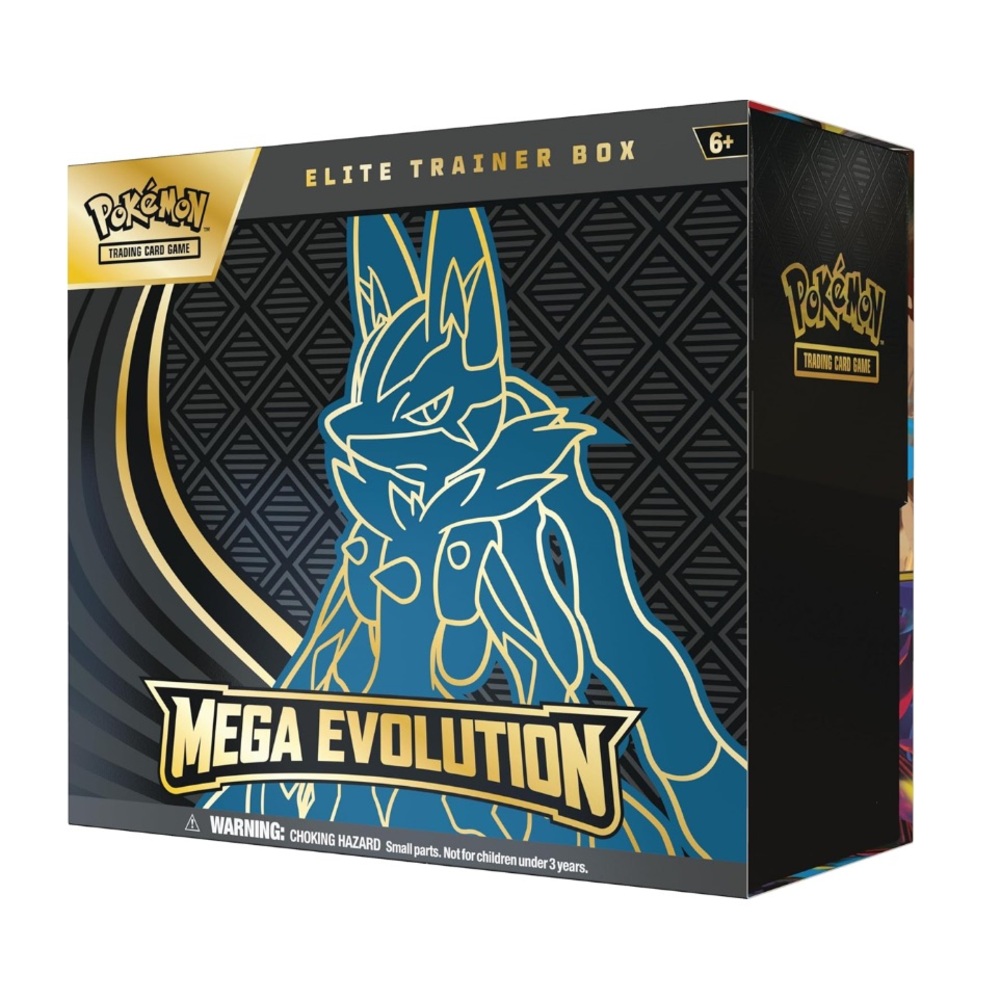 ELITE TRAINER BOX
6+
POKÉMON
TRADING CARD GAME
POKÉMON
TRADING CARD GAME
MEGA EVOLUTION
WARNING: CHOKING HAZARD Small parts. Not for children under 3 years.